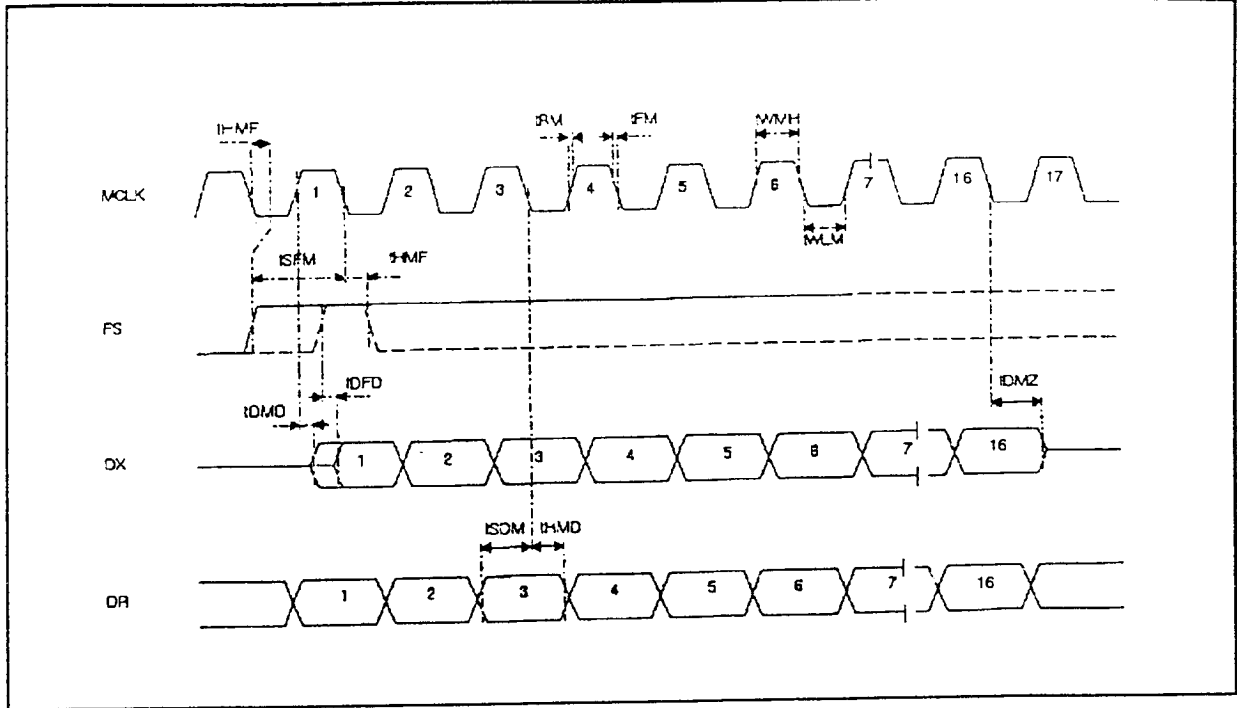 tHMF tRM tFM tWMH
MCLK 1 2 3 4 5 6 7 16 17
tWLM
tSFM tHMF
FS
tDFD
tDMD tDMZ
DX 1 2 3 4 5 6 7 16
tSDM tHMD
DR 1 2 3 4 5 6 7 16